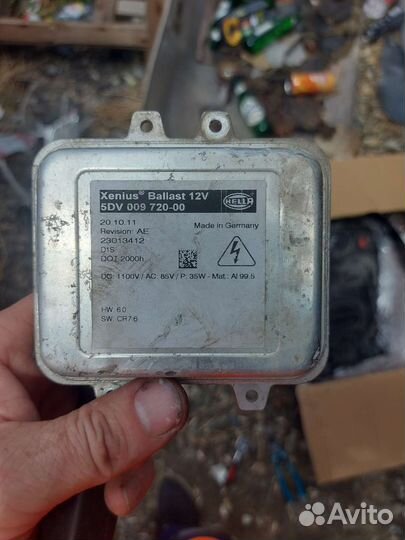 Xenius® Ballast 12V
5DV 009 720-00
HELLA
20.10.11
Made in Germany
Revision: AE
23013412
D1S
DOT 2000h
DC: 1100V / AC: 85V / P: 35W - Mat.: Al 99.5
HW: 6.0
SW: CR7.6
Avito